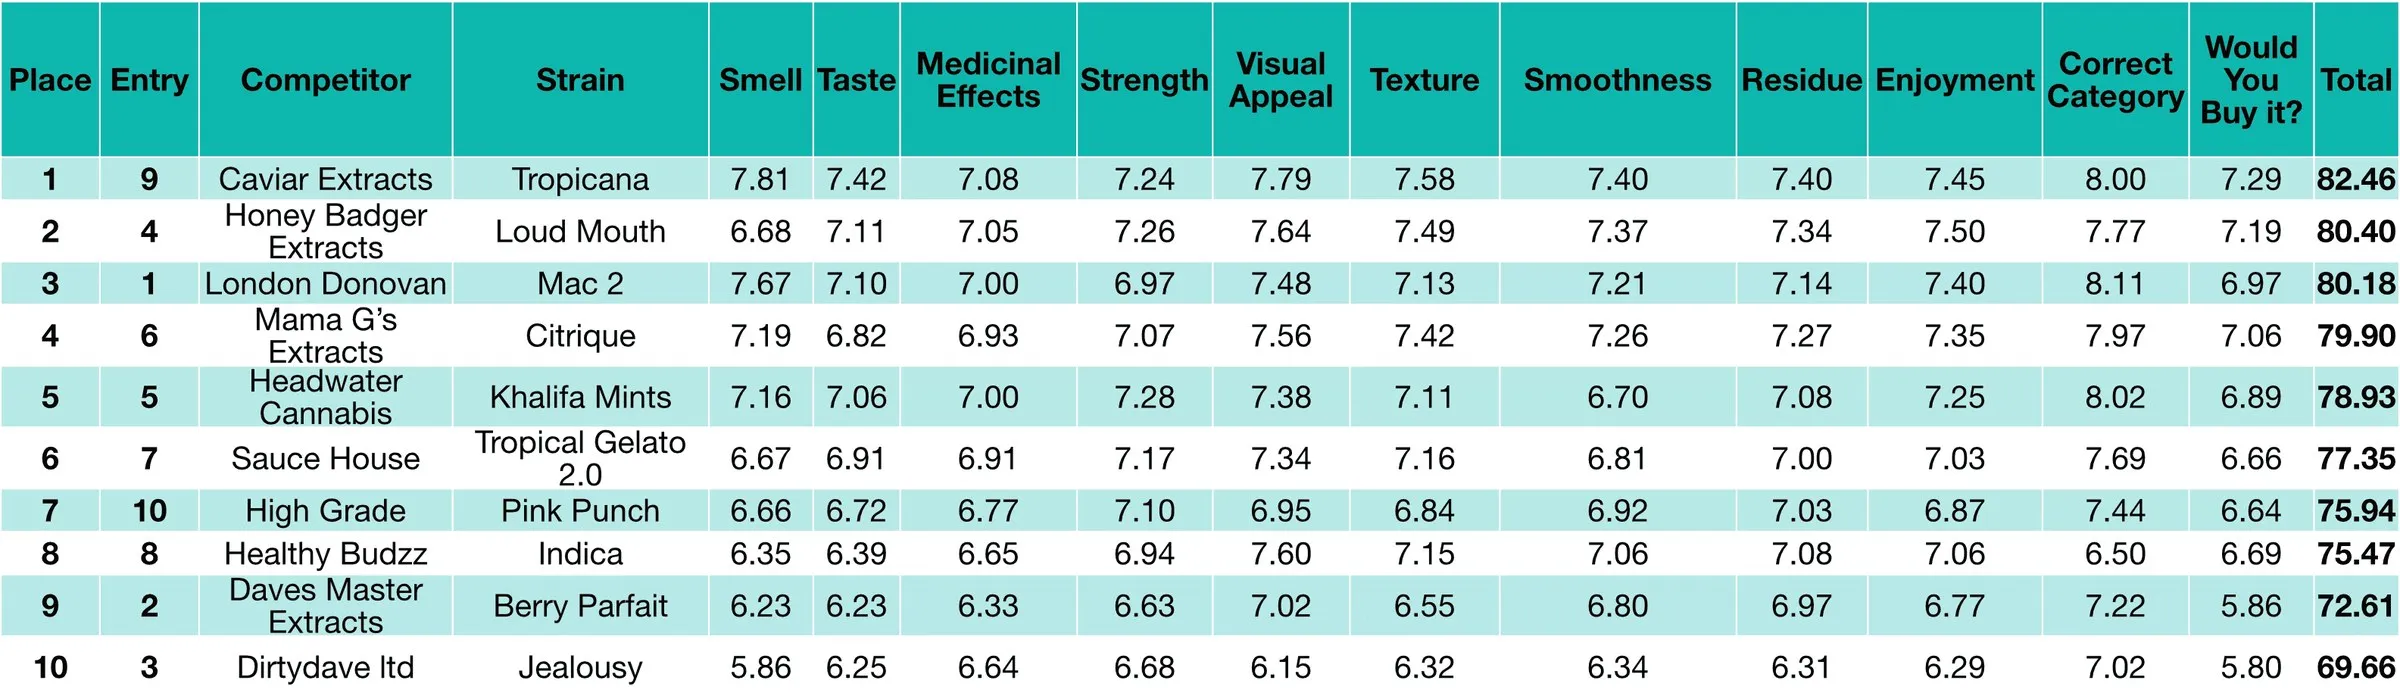 Place Entry Competitor Strain Smell Taste Medicinal Effects Strength Visual Appeal Texture Smoothness Residue Enjoyment Correct Category Would You Buy it? Total
1 9 Caviar Extracts Tropicana 7.81 7.42 7.08 7.24 7.79 7.58 7.40 7.40 7.45 8.00 7.29 82.46
2 4 Honey Badger Extracts Loud Mouth 6.68 7.11 7.05 7.26 7.64 7.49 7.37 7.34 7.50 7.77 7.19 80.40
3 1 London Donovan Mac 2 7.67 7.10 7.00 6.97 7.48 7.13 7.21 7.14 7.40 8.11 6.97 80.18
4 6 Mama G’s Extracts Citrique 7.19 6.82 6.93 7.07 7.56 7.42 7.26 7.27 7.35 7.97 7.06 79.90
5 5 Headwater Cannabis Khalifa Mints 7.16 7.06 7.00 7.28 7.38 7.11 6.70 7.08 7.25 8.02 6.89 78.93
6 7 Sauce House Tropical Gelato 2.0 6.67 6.91 6.91 7.17 7.34 7.16 6.81 7.00 7.03 7.69 6.66 77.35
7 10 High Grade Pink Punch 6.66 6.72 6.77 7.10 6.95 6.84 6.92 7.03 6.87 7.44 6.64 75.94
8 8 Healthy Budzz Indica 6.35 6.39 6.65 6.94 7.60 7.15 7.06 7.08 7.06 6.50 6.69 75.47
9 2 Daves Master Extracts Berry Parfait 6.23 6.23 6.33 6.63 7.02 6.55 6.80 6.97 6.77 7.22 5.86 72.61
10 3 Dirtydave ltd Jealousy 5.86 6.25 6.64 6.68 6.15 6.32 6.34 6.31 6.29 7.02 5.80 69.66